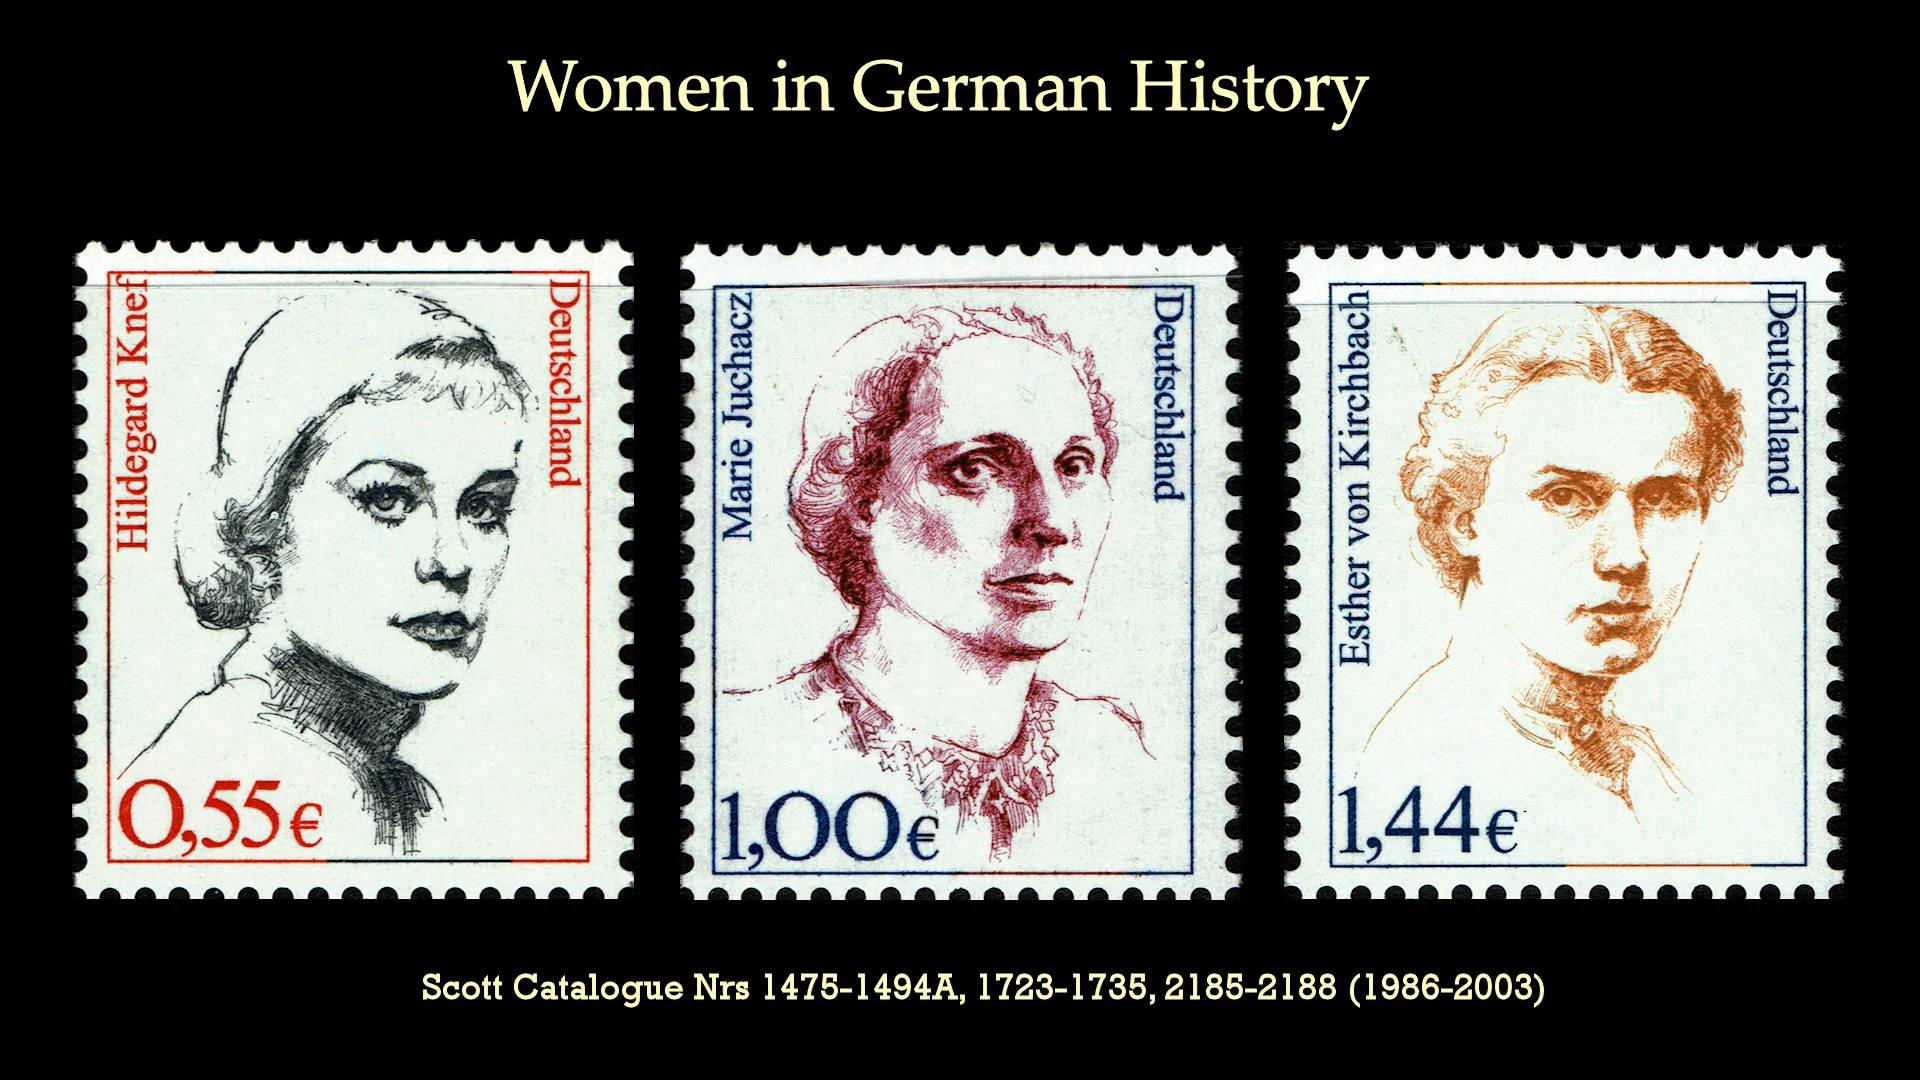 Women in German History
Hildegard Knef
Deutschland
0,55€
Marie Juchacz
Deutschland
1,00€
Esther von Kirchbach
Deutschland
1,44€
Scott Catalogue Nrs 1475-1494A, 1723-1735, 2185-2188 (1986-2003)